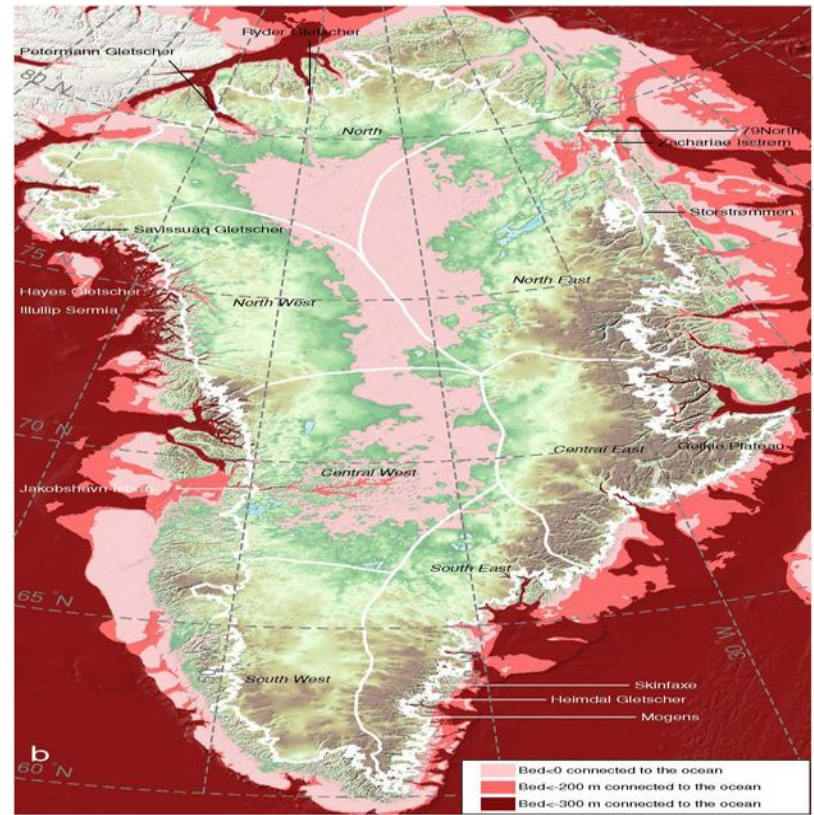 Ryder Gletscher
Petermann Gletscher
80 °N
North
79North
Zachariae Isstrøm
Storstrømmen
Savissuaq Gletscher
75 °N
North East
Hayes Gletscher
North West
Illullip Sermia
70 °N
Central East
Geikie Plateau
Central West
Jakobshavn Isbræ
South East
65 °N
30 W
South West
Skinfaxe
Heimdal Gletscher
Mogens
b
60 °N
Bed<0 connected to the ocean
Bed<-200 m connected to the ocean
Bed<-300 m connected to the ocean